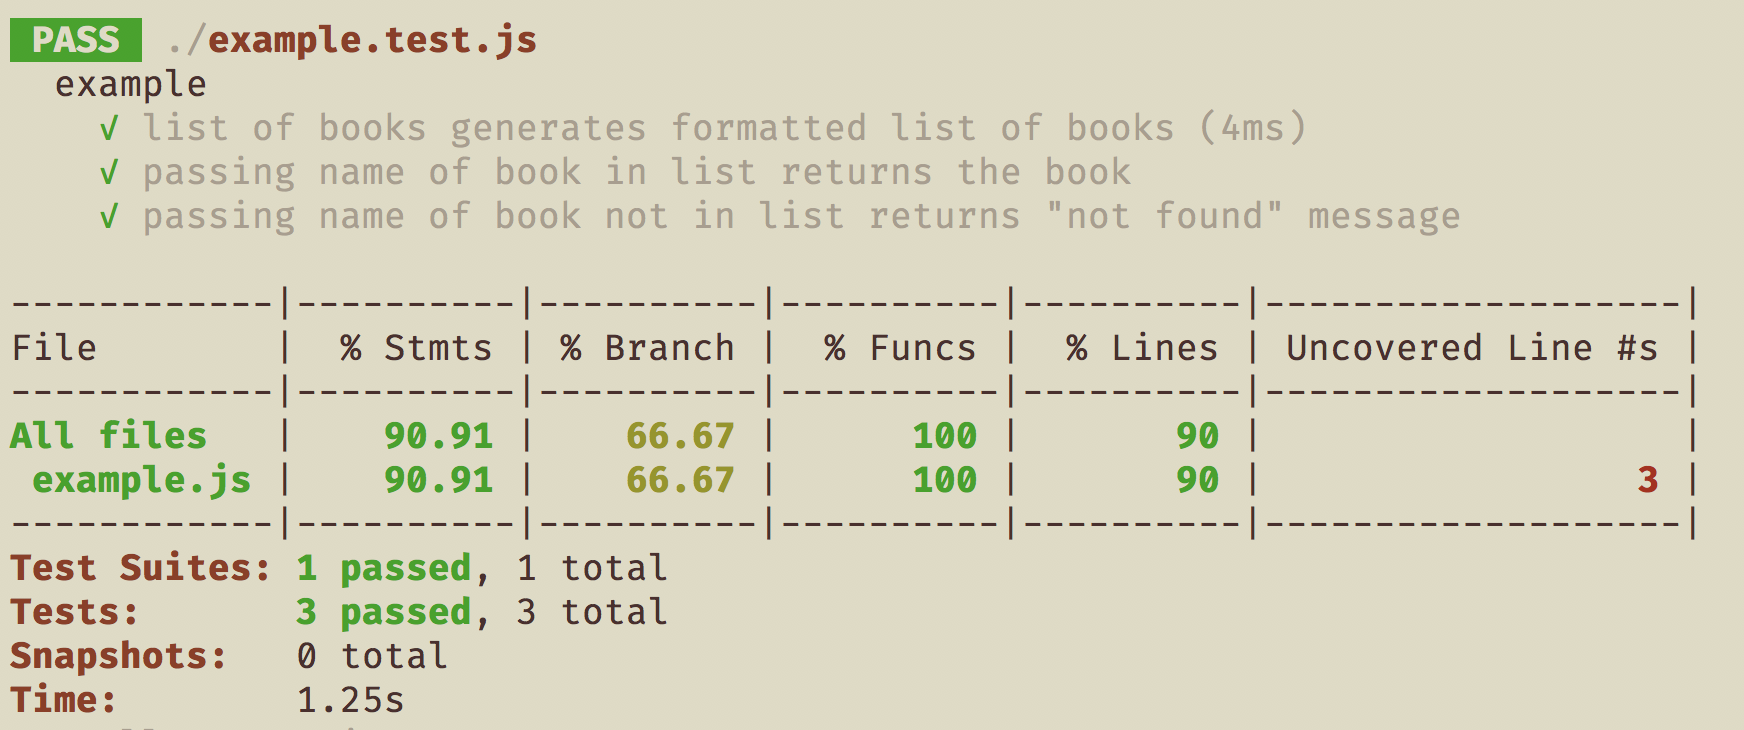 PASS ./example.test.js
example
√ list of books generates formatted list of books (4ms)
√ passing name of book in list returns the book
√ passing name of book not in list returns "not found" message
------------|----------|----------|----------|----------|-------------------|
File | % Stmts | % Branch | % Funcs | % Lines | Uncovered Line #s |
------------|----------|----------|----------|----------|-------------------|
All files | 90.91 | 66.67 | 100 | 90 | |
example.js | 90.91 | 66.67 | 100 | 90 | 3 |
------------|----------|----------|----------|----------|-------------------|
Test Suites: 1 passed, 1 total
Tests: 3 passed, 3 total
Snapshots: 0 total
Time: 1.25s